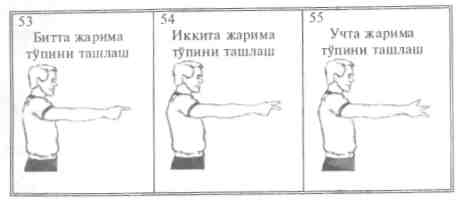 53
Битта жарима
тўпини ташлаш
54
Иккита жарима
тўпини ташлаш
55
Учта жарима
тўпини ташлаш